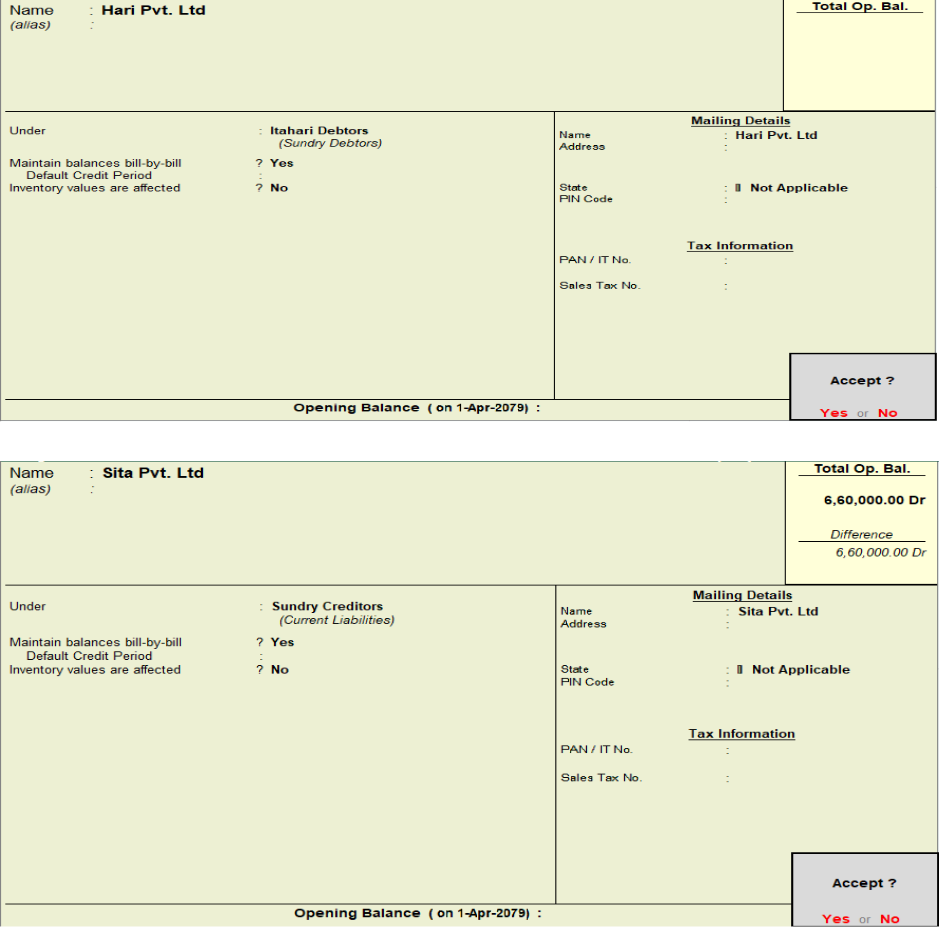 Name : Hari Pvt. Ltd
Total Op. Bal.
(alias) :
Mailing Details
Under : Itahari Debtors
(Sundry Debtors)
Name : Hari Pvt. Ltd
Address :
Maintain balances bill-by-bill ? Yes
Default Credit Period :
Inventory values are affected ? No
State : Not Applicable
PIN Code :
Tax Information
PAN / IT No. :
Sales Tax No. :
Accept ?
Yes or No
Opening Balance ( on 1-Apr-2079) :
Name : Sita Pvt. Ltd
(alias) :
Total Op. Bal.
6,60,000.00 Dr
Difference
6,60,000.00 Dr
Mailing Details
Under : Sundry Creditors
(Current Liabilities)
Name : Sita Pvt. Ltd
Address :
Maintain balances bill-by-bill ? Yes
Default Credit Period :
Inventory values are affected ? No
State : Not Applicable
PIN Code :
Tax Information
PAN / IT No. :
Sales Tax No. :
Accept ?
Yes or No
Opening Balance ( on 1-Apr-2079) :